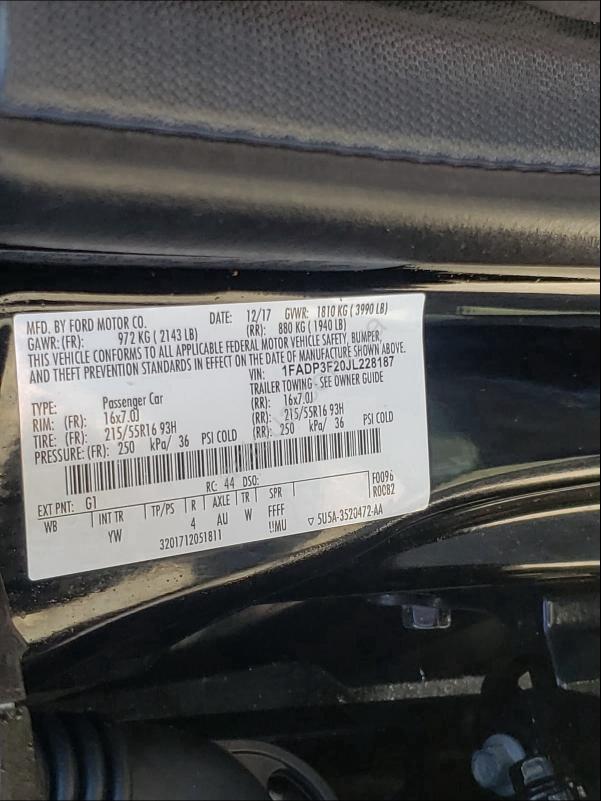 MFD. BY FORD MOTOR CO. DATE: 12/17 GVWR: 1810 KG ( 3990 LB)
GAWR: (FR): 972 KG ( 2143 LB) (RR): 880 KG ( 1940 LB)
THIS VEHICLE CONFORMS TO ALL APPLICABLE FEDERAL MOTOR VEHICLE SAFETY, BUMPER,
AND THEFT PREVENTION STANDARDS IN EFFECT ON THE DATE OF MANUFACTURE SHOWN ABOVE.
VIN: 1FADP3F20JL228187
TYPE: Passenger Car TRAILER TOWING - SEE OWNER GUIDE
RIM: (FR): 16x7.0J (RR): 16x7.0J
TIRE: (FR): 215/55R16 93H (RR): 215/55R16 93H
PRESSURE: (FR): 250 kPa/ 36 PSI COLD (RR): 250 kPa/ 36 PSI COLD
EXT PNT: G1 RC: 44 DSO: F0096
WB INT TR TP/PS R AXLE TR SPR R0082
YW 4 AU W FFFF
!!MU
3201712051811 5U5A-3520472-AA